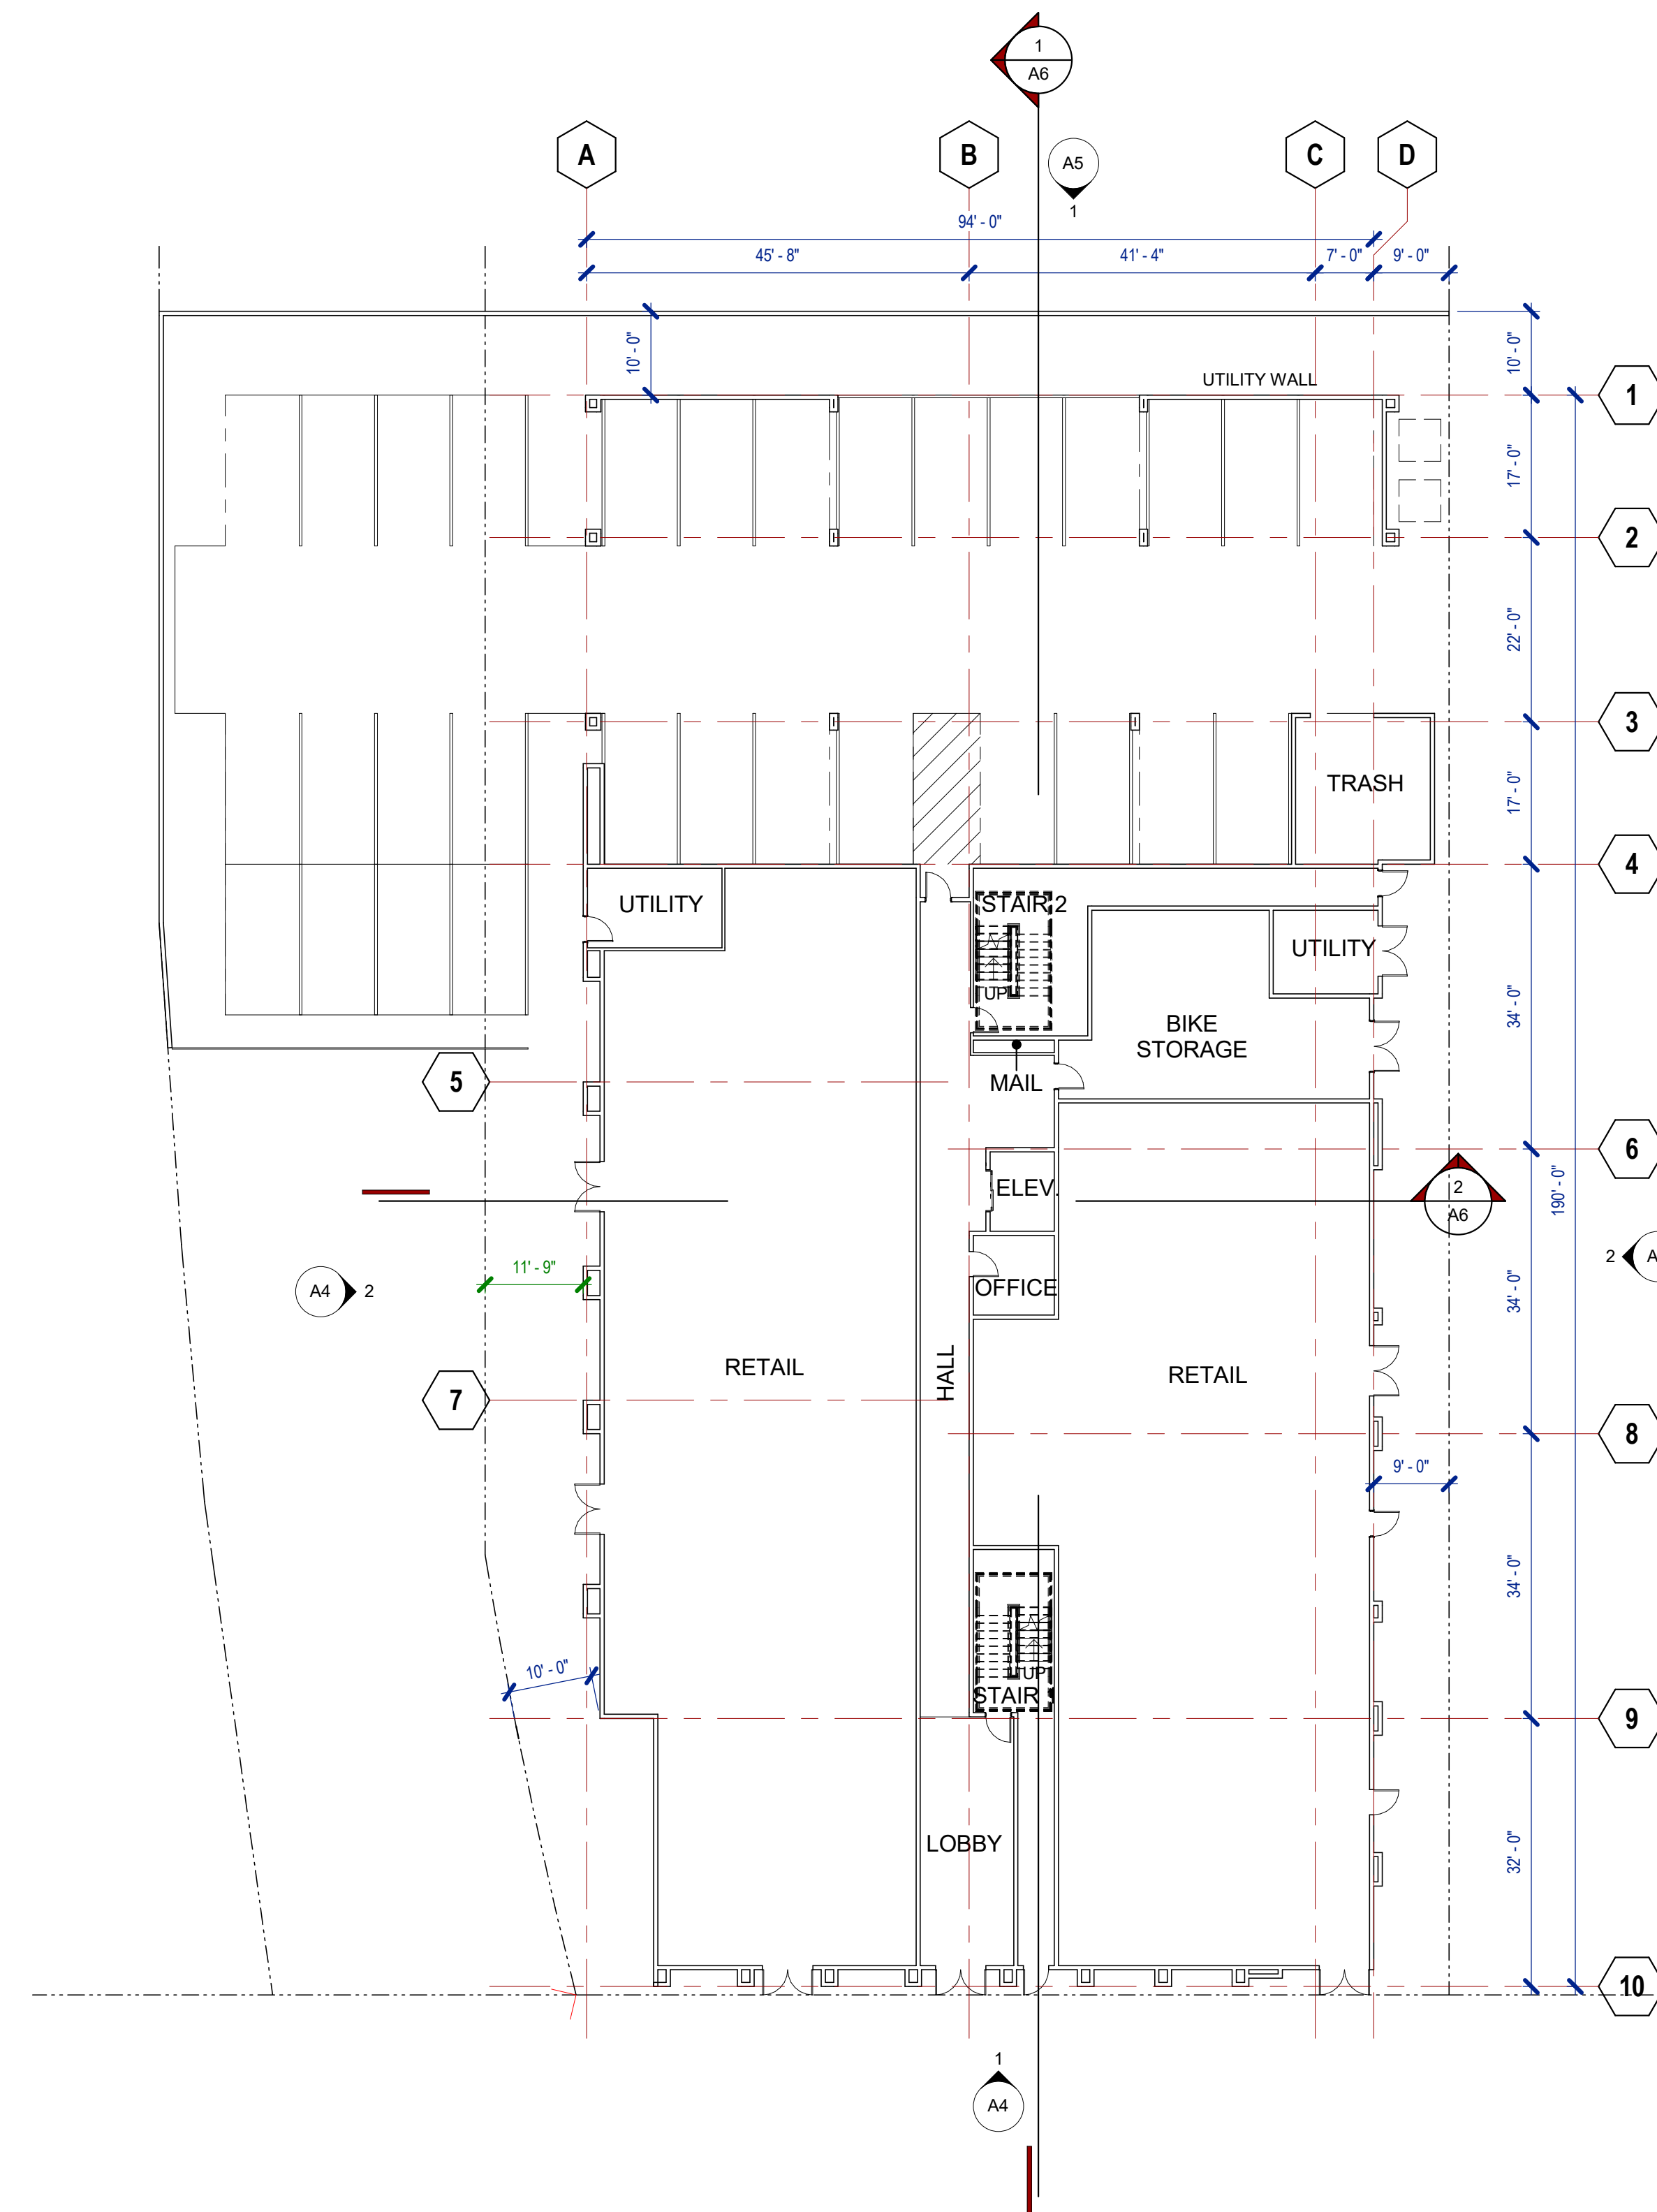 1
A6
A
B
A5
1
C
D
94' - 0"
45' - 8"
41' - 4"
7' - 0"
9' - 0"
10' - 0"
10' - 0"
UTILITY WALL
1
17' - 0"
2
22' - 0"
3
17' - 0"
TRASH
4
UTILITY
STAIR 2
UTILITY
UP
34' - 0"
BIKE
STORAGE
5
MAIL
6
ELEV.
2
A6
190' - 0"
2
11' - 9"
A4
2
OFFICE
34' - 0"
RETAIL
HALL
RETAIL
7
8
9' - 0"
34' - 0"
10' - 0"
UP
STAIR
9
LOBBY
32' - 0"
10
1
A4